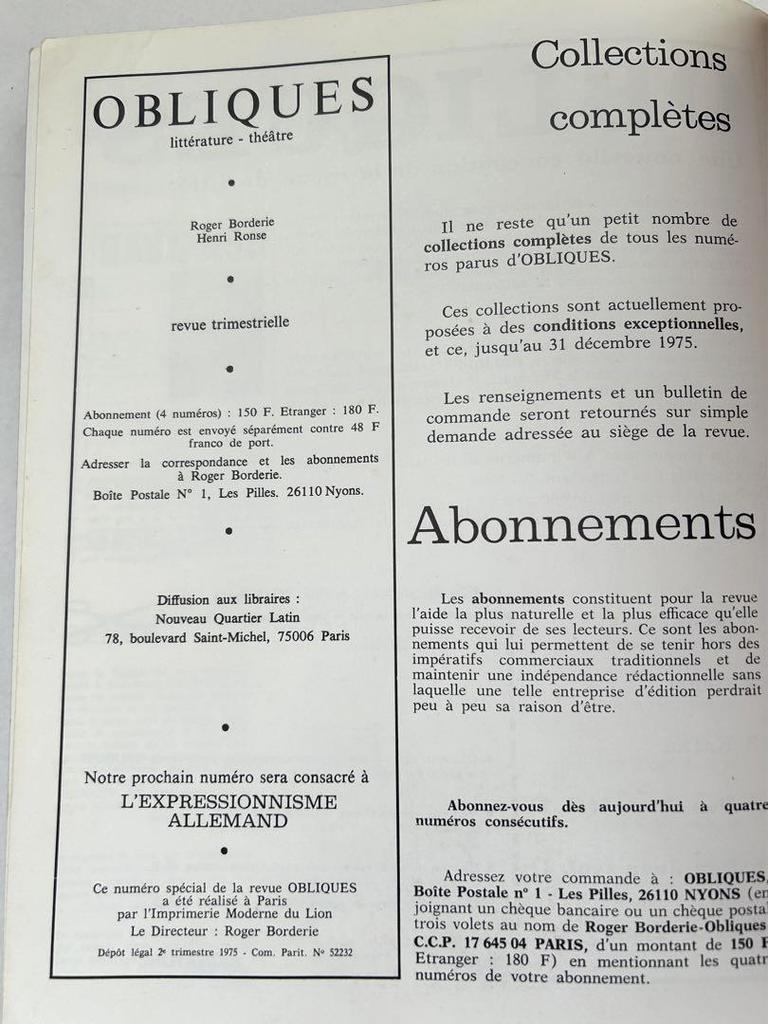 OBLIQUES
littérature - théâtre
•
Roger Borderie
Henri Ronse
•
revue trimestrielle
•
Abonnement (4 numéros) : 150 F. Etranger : 180 F.
Chaque numéro est envoyé séparément contre 48 F
franco de port.
Adresser la correspondance et les abonnements
à Roger Borderie.
Boîte Postale N° 1, Les Pilles. 26110 Nyons.
•
Diffusion aux libraires :
Nouveau Quartier Latin
78, boulevard Saint-Michel, 75006 Paris
•
Notre prochain numéro sera consacré à
L'EXPRESSIONNISME
ALLEMAND
•
Ce numéro spécial de la revue OBLIQUES
a été réalisé à Paris
par l'Imprimerie Moderne du Lion
Le Directeur : Roger Borderie
Dépôt légal 2e trimestre 1975 - Com. Parit. N° 52232
Collections
complètes
Il ne reste qu'un petit nombre de
collections complètes de tous les numé-
ros parus d'OBLIQUES.
Ces collections sont actuellement pro-
posées à des conditions exceptionnelles,
et ce, jusqu'au 31 décembre 1975.
Les renseignements et un bulletin de
commande seront retournés sur simple
demande adressée au siège de la revue.
Abonnements
Les abonnements constituent pour la revue
l'aide la plus naturelle et la plus efficace qu'elle
puisse recevoir de ses lecteurs. Ce sont les abon-
nements qui lui permettent de se tenir hors des
impératifs commerciaux traditionnels et de
maintenir une indépendance rédactionnelle sans
laquelle une telle entreprise d'édition perdrait
peu à peu sa raison d'être.
Abonnez-vous dès aujourd'hui à quatre
numéros consécutifs.
Adressez votre commande à : OBLIQUES,
Boîte Postale n° 1 - Les Pilles, 26110 NYONS (en
joignant un chèque bancaire ou un chèque posta
trois volets au nom de Roger Borderie-Obliques
C.C.P. 17 645 04 PARIS, d'un montant de 150 F
Etranger : 180 F) en mentionnant les quatr
numéros de votre abonnement.